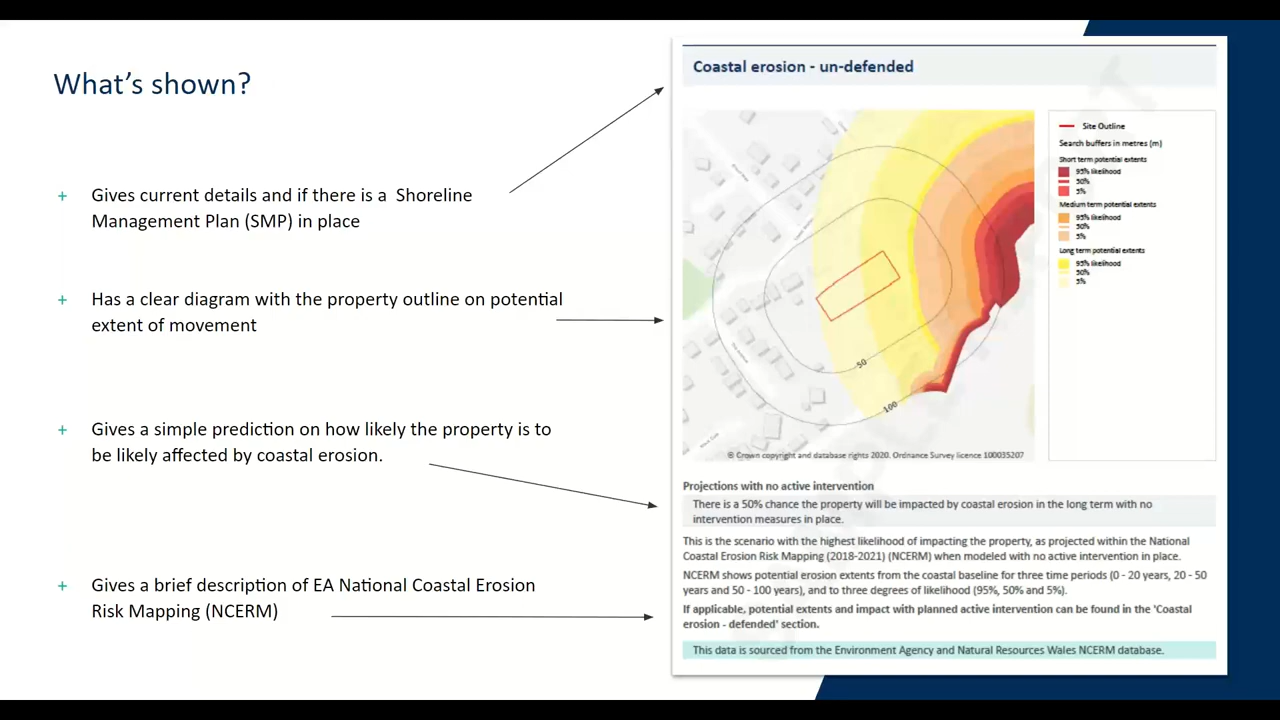 What's shown?
+ Gives current details and if there is a Shoreline
Management Plan (SMP) in place
+ Has a clear diagram with the property outline on potential
extent of movement
+ Gives a simple prediction on how likely the property is to
be likely affected by coastal erosion.
+ Gives a brief description of EA National Coastal Erosion
Risk Mapping (NCERM)
Coastal erosion - un-defended
50
100
© Crown copyright and database rights 2020. Ordnance Survey licence 100035207
Site Outline
Search buffers in metres (m)
Short term potential extents
95% likelihood
50%
5%
Medium term potential extents
95% likelihood
50%
5%
Long term potential extents
95% likelihood
50%
5%
Projections with no active intervention
There is a 50% chance the property will be impacted by coastal erosion in the long term with no
intervention measures in place.
This is the scenario with the highest likelihood of impacting the property, as projected within the National
Coastal Erosion Risk Mapping (2018-2021) (NCERM) when modeled with no active intervention in place.
NCERM shows potential erosion extents from the coastal baseline for three time periods (0 - 20 years, 20 - 50
years and 50 - 100 years), and to three degrees of likelihood (95%, 50% and 5%).
If applicable, potential extents and impact with planned active intervention can be found in the 'Coastal
erosion - defended' section.
This data is sourced from the Environment Agency and Natural Resources Wales NCERM database.